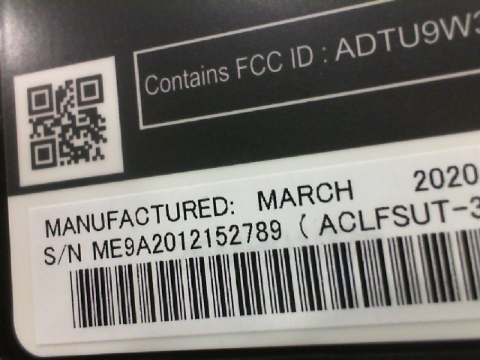 Contains FCC ID : ADTU9W3
MANUFACTURED: MARCH 2020
S/N ME9A2012152789 ( ACLFSUT-3